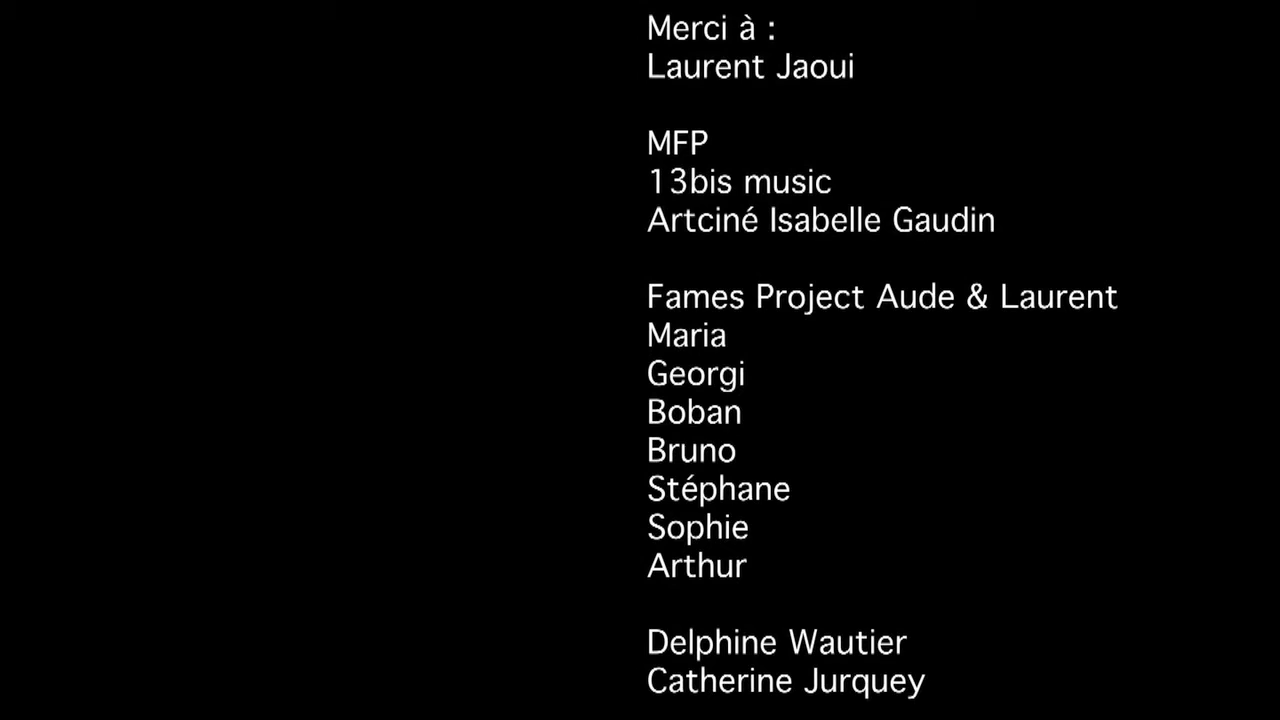 Merci à :
Laurent Jaoui
MFP
13bis music
Artciné Isabelle Gaudin
Fames Project Aude & Laurent
Maria
Georgi
Boban
Bruno
Stéphane
Sophie
Arthur
Delphine Wautier
Catherine Jurquey